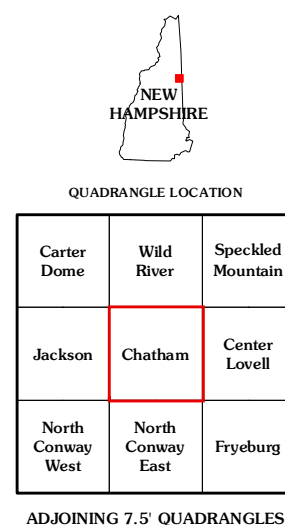 NEW
HAMPSHIRE
QUADRANGLE LOCATION
Carter
Dome
Wild
River
Speckled
Mountain
Jackson
Chatham
Center
Lovell
North
Conway
West
North
Conway
East
Fryeburg
ADJOINING 7.5' QUADRANGLES